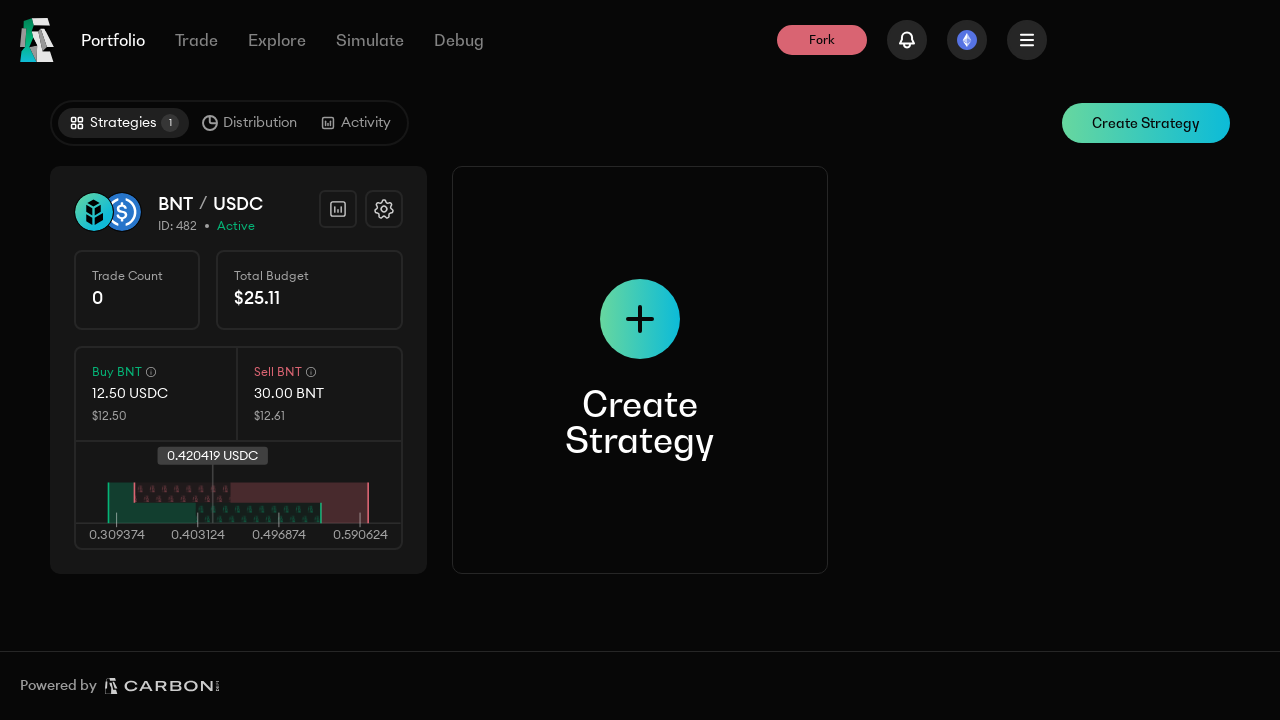 Portfolio Trade Explore Simulate Debug Fork
Strategies 1 Distribution Activity Create Strategy
BNT / USDC
ID: 482 • Active
Trade Count Total Budget
0 $25.11
Buy BNT Sell BNT
12.50 USDC 30.00 BNT
$12.50 $12.61
0.420419 USDC
0.309374 0.403124 0.496874 0.590624
Create
Strategy
Powered by CARBON